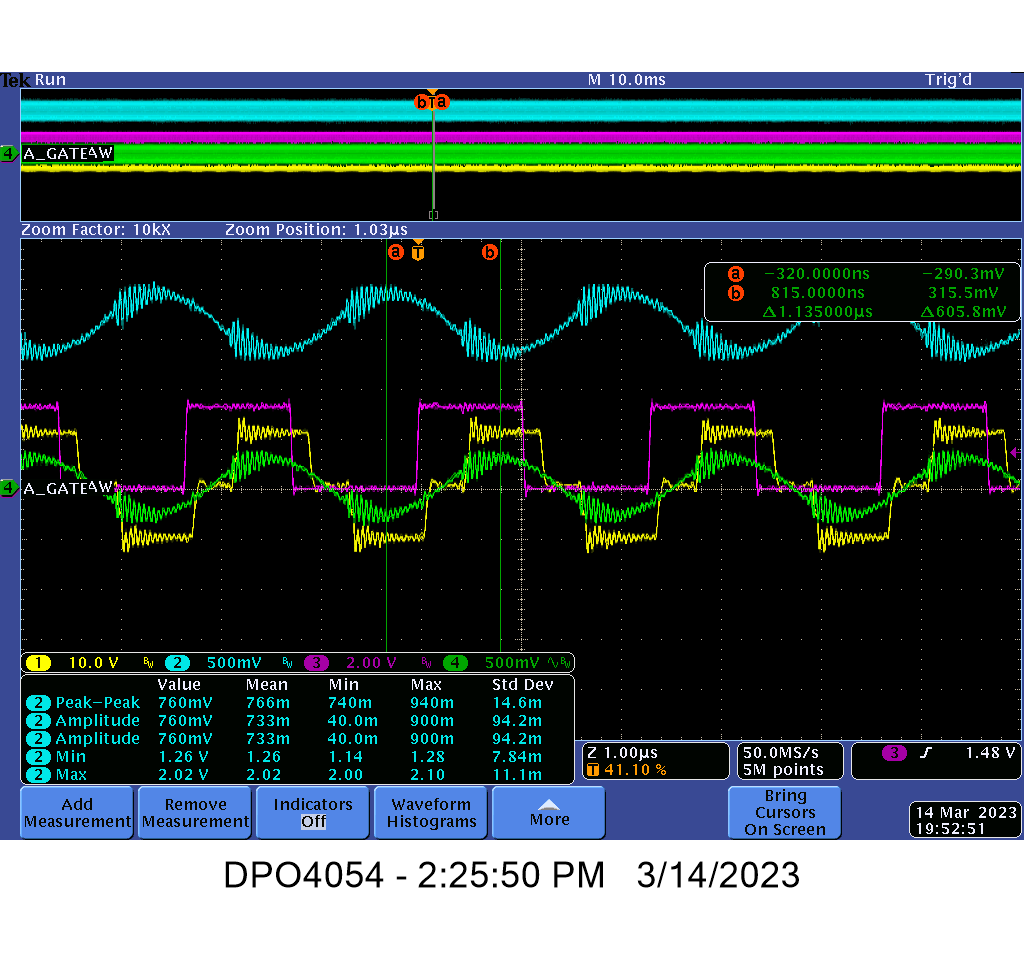 Tek Run M 10.0ms Trig'd
b T a
4 A_GATEAW
Zoom Factor: 10kX Zoom Position: 1.03µs
a T b
a −320.0000ns −290.3mV
b 815.0000ns 315.5mV
Δ1.135000µs Δ605.8mV
4 A_GATEAW
1 10.0 V BW 2 500mV BW 3 2.00 V BW 4 500mV ∿BW
Value Mean Min Max Std Dev
2 Peak−Peak 760mV 766m 740m 940m 14.6m
2 Amplitude 760mV 733m 40.0m 900m 94.2m
2 Amplitude 760mV 733m 40.0m 900m 94.2m
2 Min 1.26 V 1.26 1.14 1.28 7.84m
2 Max 2.02 V 2.02 2.00 2.10 11.1m
Z 1.00µs
T 41.10 %
50.0MS/s
5M points
3 1.48 V
Add
Measurement
Remove
Measurement
Indicators
Off
Waveform
Histograms
More
Bring
Cursors
On Screen
14 Mar 2023
19:52:51
DPO4054 - 2:25:50 PM 3/14/2023